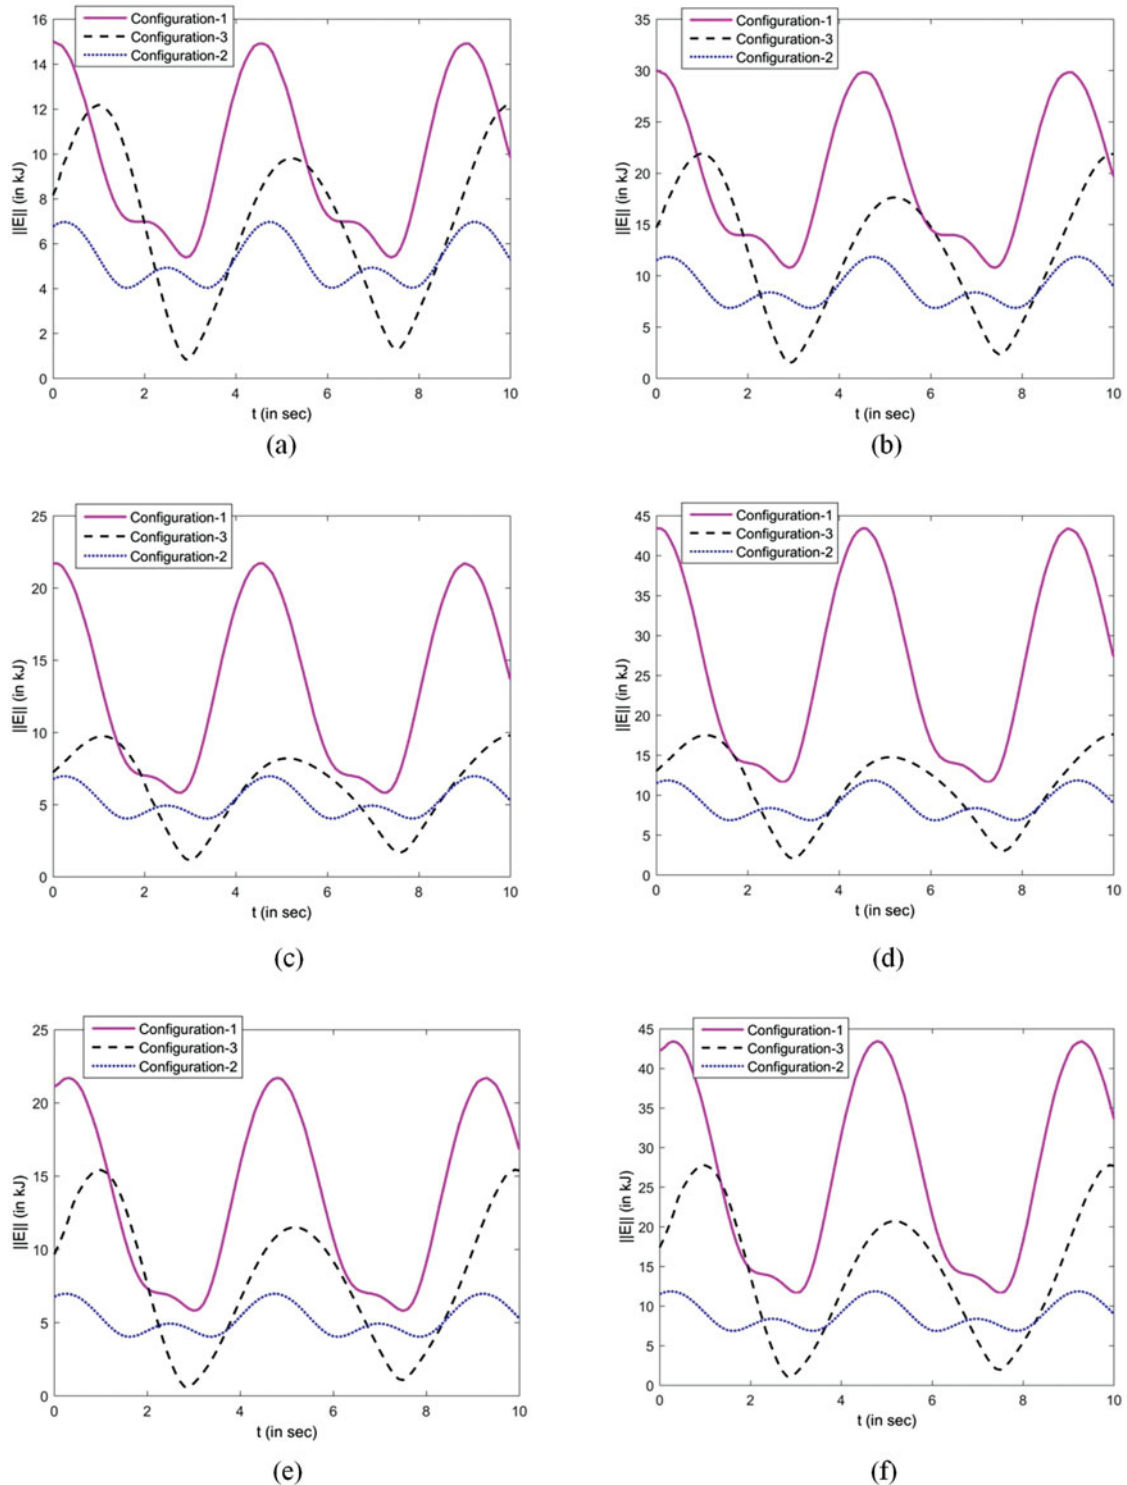 Configuration-1
Configuration-3
Configuration-2
16
14
12
10
8
6
4
2
0
||E|| (in kJ)
0 2 4 6 8 10
t (in sec)
(a)
Configuration-1
Configuration-3
Configuration-2
35
30
25
20
15
10
5
0
||E|| (in kJ)
0 2 4 6 8 10
t (in sec)
(b)
Configuration-1
Configuration-3
Configuration-2
25
20
15
10
5
0
||E|| (in kJ)
0 2 4 6 8 10
t (in sec)
(c)
Configuration-1
Configuration-3
Configuration-2
45
40
35
30
25
20
15
10
5
0
||E|| (in kJ)
0 2 4 6 8 10
t (in sec)
(d)
Configuration-1
Configuration-3
Configuration-2
25
20
15
10
5
0
||E|| (in kJ)
0 2 4 6 8 10
t (in sec)
(e)
Configuration-1
Configuration-3
Configuration-2
45
40
35
30
25
20
15
10
5
0
||E|| (in kJ)
0 2 4 6 8 10
t (in sec)
(f)